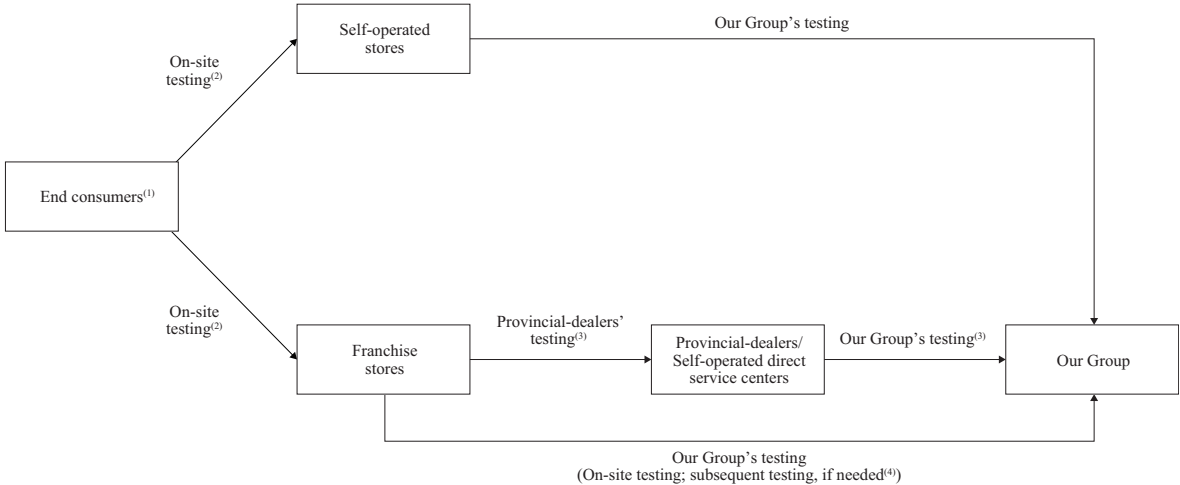 Our Group’s testing
Self-operated
stores
On-site
testing(2)
End consumers(1)
On-site
testing(2)
Franchise
stores
Provincial-dealers’
testing(3)
Provincial-dealers/
Self-operated direct
service centers
Our Group’s testing(3)
Our Group
Our Group’s testing
(On-site testing; subsequent testing, if needed(4))